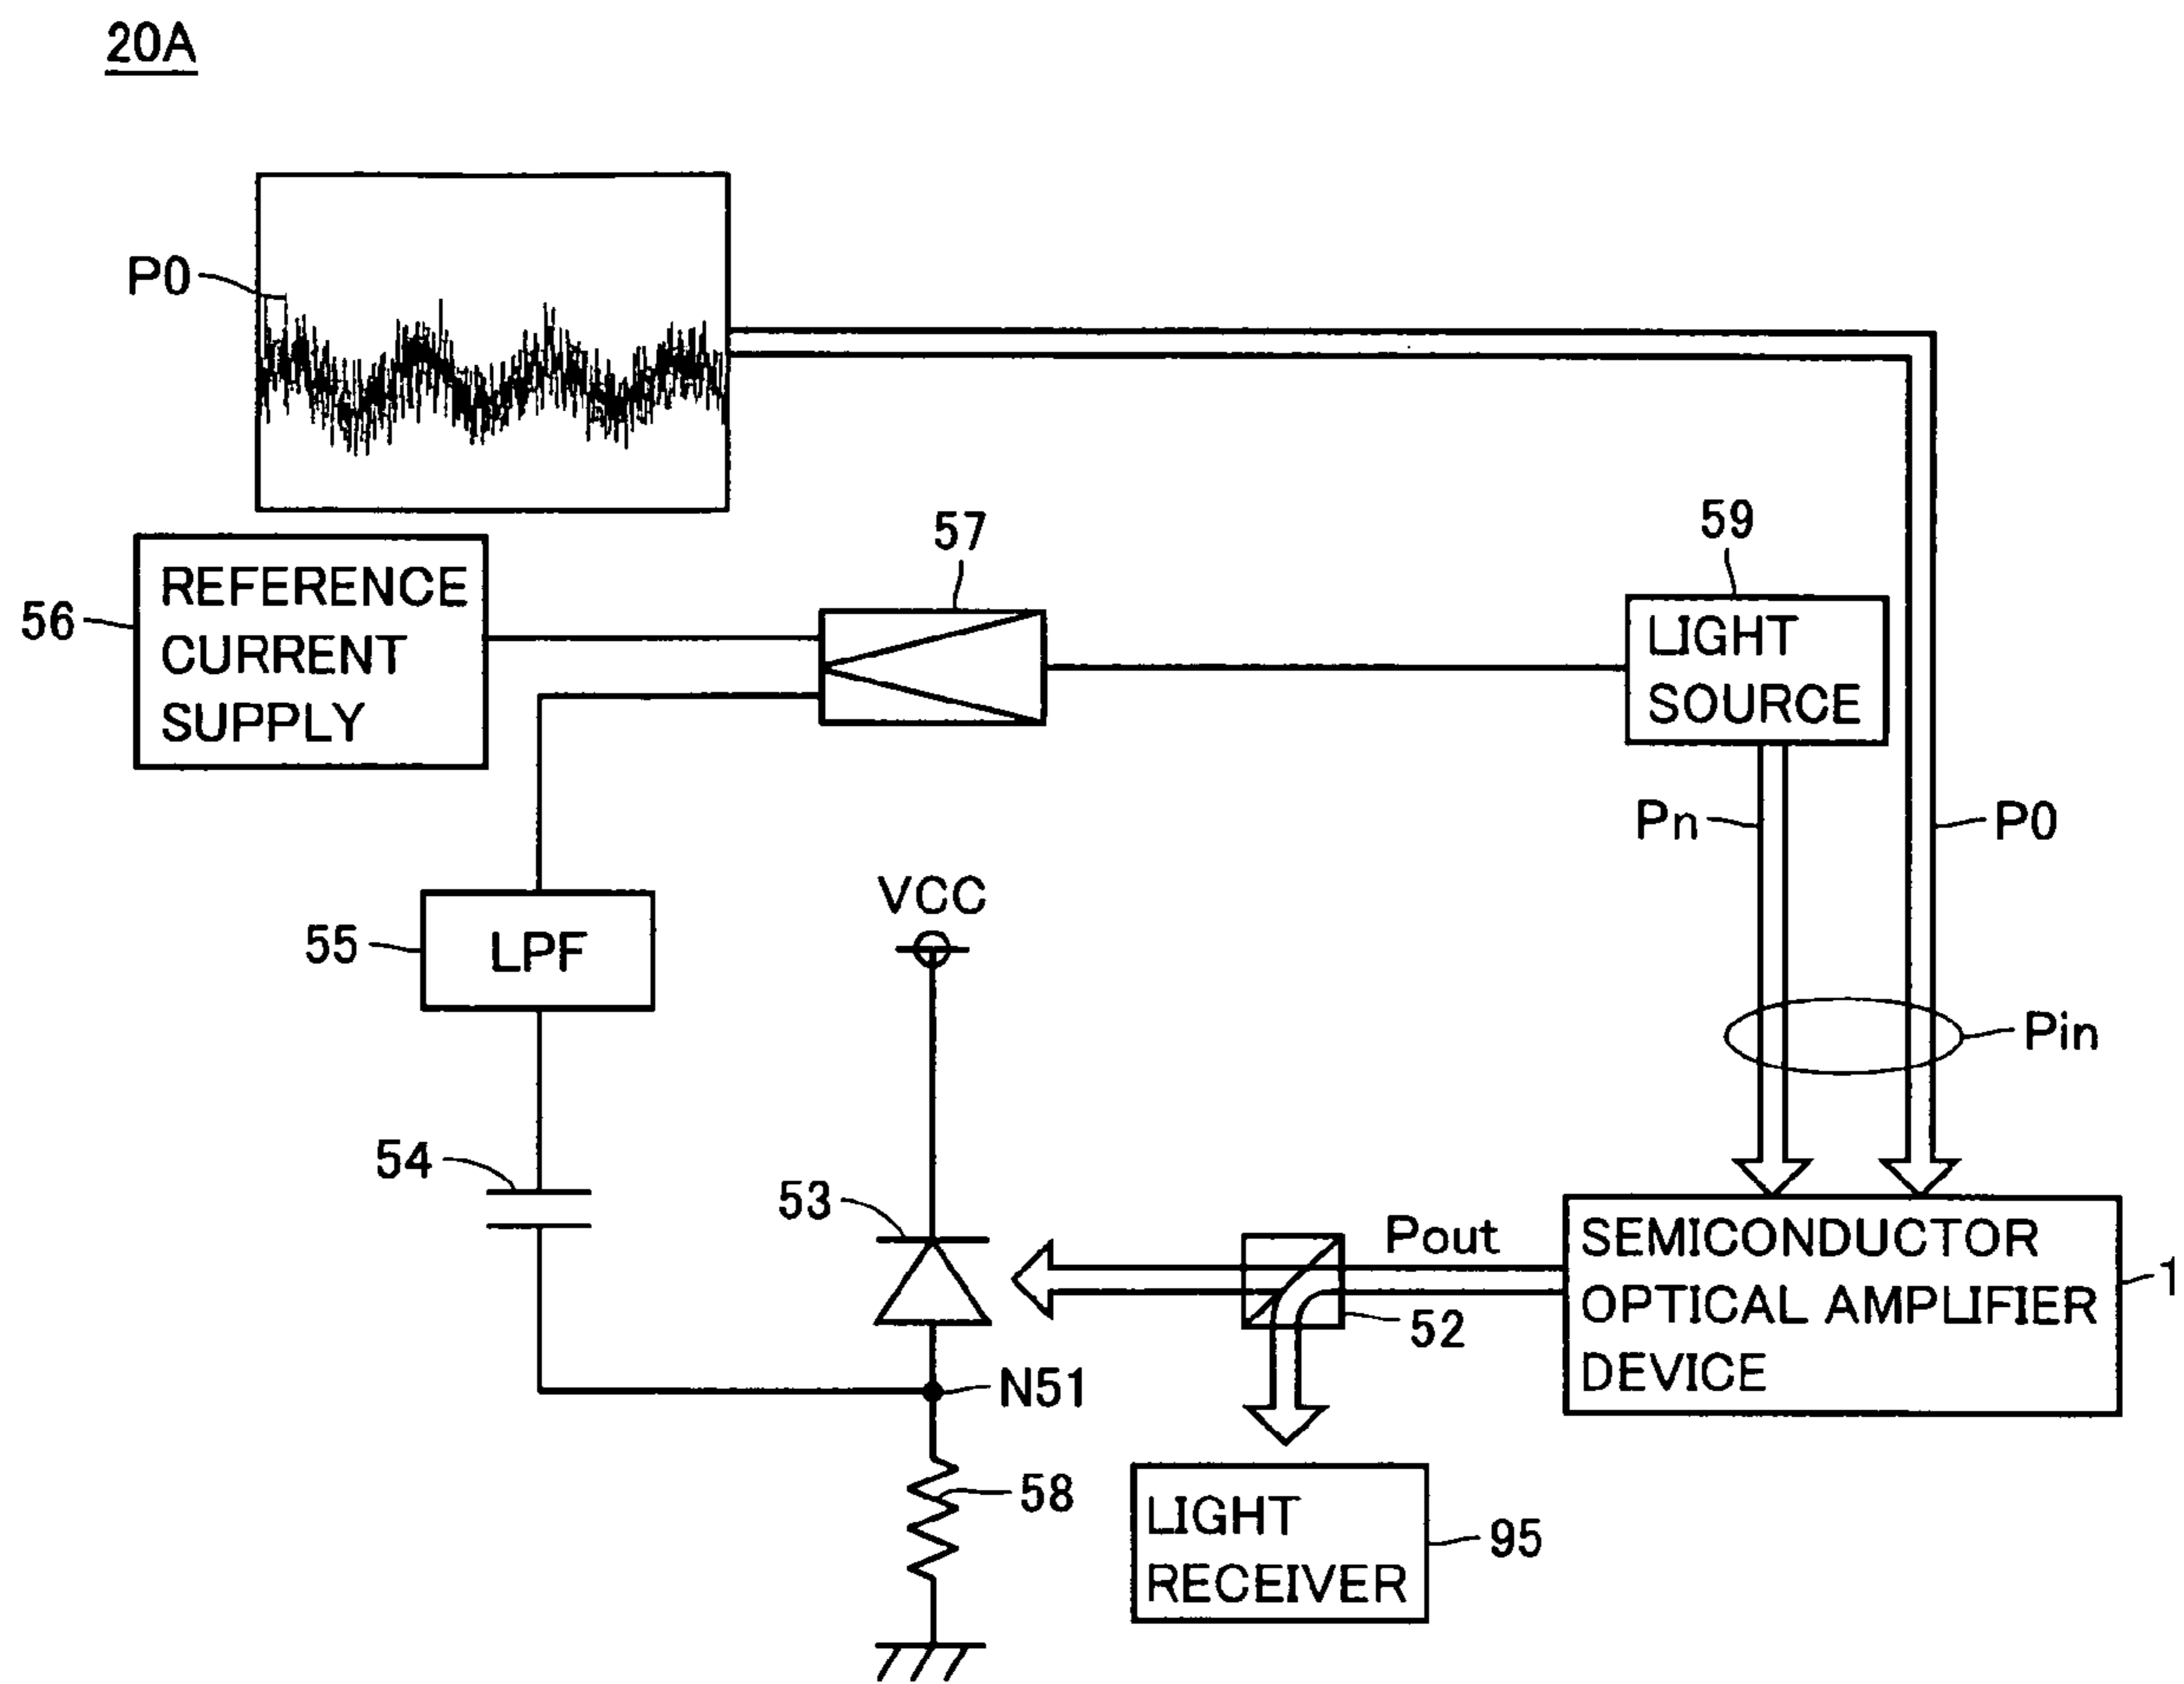 20A
P0
57
59
56
REFERENCE
CURRENT
SUPPLY
LIGHT
SOURCE
Pn
P0
VCC
55
LPF
Pin
54
53
Pout
SEMICONDUCTOR
OPTICAL AMPLIFIER
DEVICE
1
52
N51
58
LIGHT
RECEIVER
95